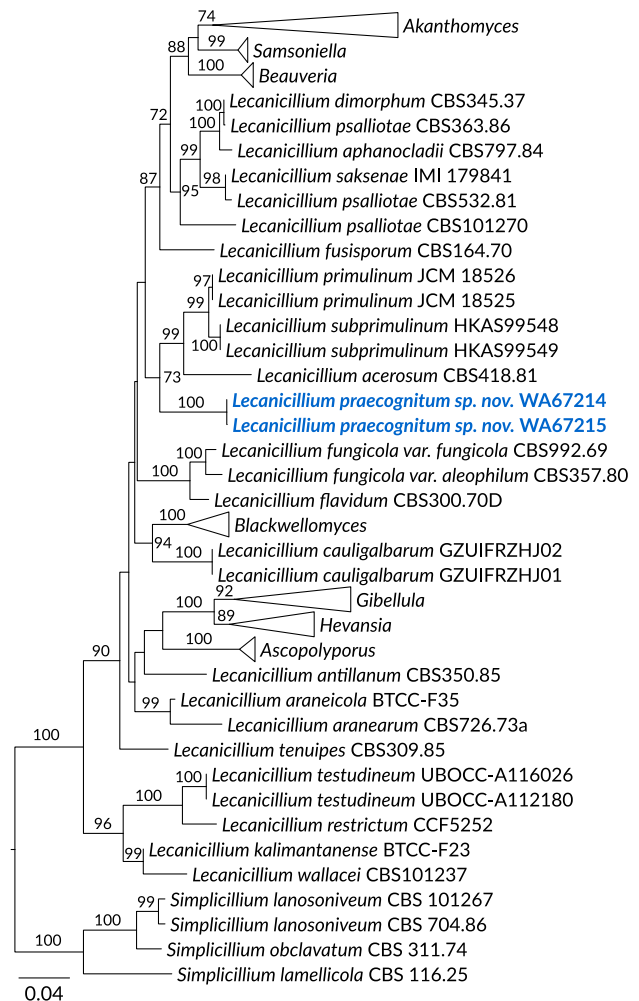 74
Akanthomyces
88
99
Samsoniella
100
Beauveria
72
100
Lecanicillium dimorphum CBS345.37
100
Lecanicillium psalliotae CBS363.86
Lecanicillium aphanocladii CBS797.84
99
87
98
Lecanicillium saksenae IMI 179841
95
Lecanicillium psalliotae CBS532.81
Lecanicillium psalliotae CBS101270
Lecanicillium fusisporum CBS164.70
97
Lecanicillium primulinum JCM 18526
99
Lecanicillium primulinum JCM 18525
99
Lecanicillium subprimulinum HKAS99548
100
Lecanicillium subprimulinum HKAS99549
73
Lecanicillium acerosum CBS418.81
100
Lecanicillium praecognitum sp. nov. WA67214
Lecanicillium praecognitum sp. nov. WA67215
100
Lecanicillium fungicola var. fungicola CBS992.69
100
Lecanicillium fungicola var. aleophilum CBS357.80
Lecanicillium flavidum CBS300.70D
100
Blackwellomyces
94
100
Lecanicillium cauligalbarum GZUIFRZHJ02
Lecanicillium cauligalbarum GZUIFRZHJ01
92
Gibellula
100
89
Hevansia
100
Ascopolyporus
90
Lecanicillium antillanum CBS350.85
99
Lecanicillium araneicola BTCC-F35
Lecanicillium aranearum CBS726.73a
100
Lecanicillium tenuipes CBS309.85
100
Lecanicillium testudineum UBOCC-A116026
100
Lecanicillium testudineum UBOCC-A112180
96
Lecanicillium restrictum CCF5252
99
Lecanicillium kalimantanense BTCC-F23
Lecanicillium wallacei CBS101237
99
Simplicillium lanosoniveum CBS 101267
100
Simplicillium lanosoniveum CBS 704.86
100
Simplicillium obclavatum CBS 311.74
Simplicillium lamellicola CBS 116.25
0.04